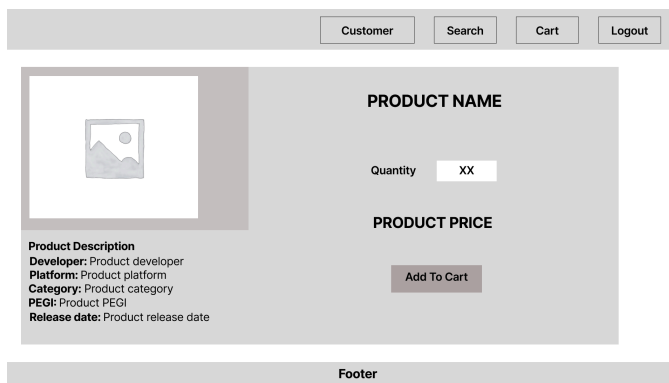 Customer Search Cart Logout
PRODUCT NAME
Quantity XX
PRODUCT PRICE
Add To Cart
Product Description
Developer: Product developer
Platform: Product platform
Category: Product category
PEGI: Product PEGI
Release date: Product release date
Footer